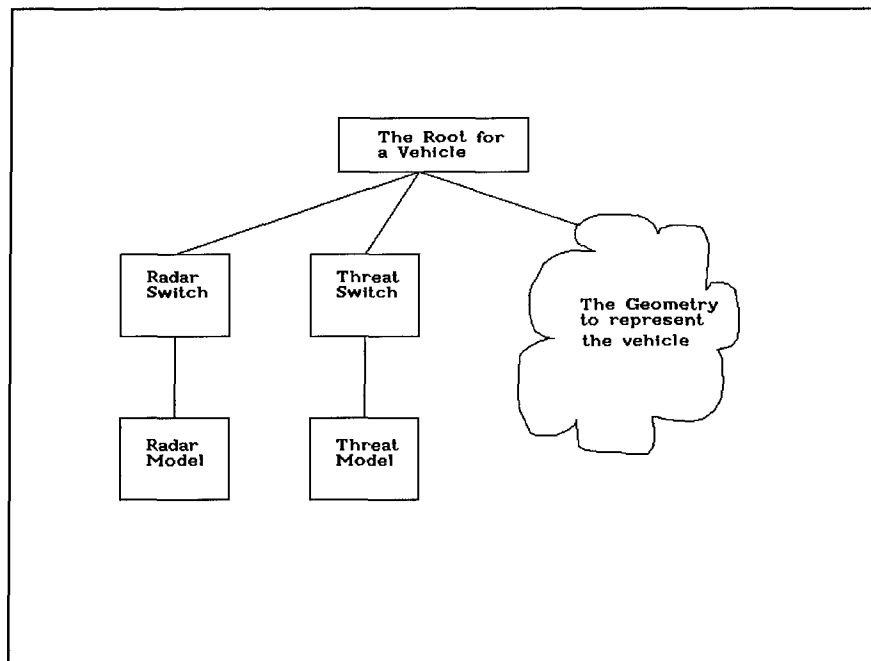 The Root for
a Vehicle
Radar
Switch
Threat
Switch
The Geometry
to represent
the vehicle
Radar
Model
Threat
Model